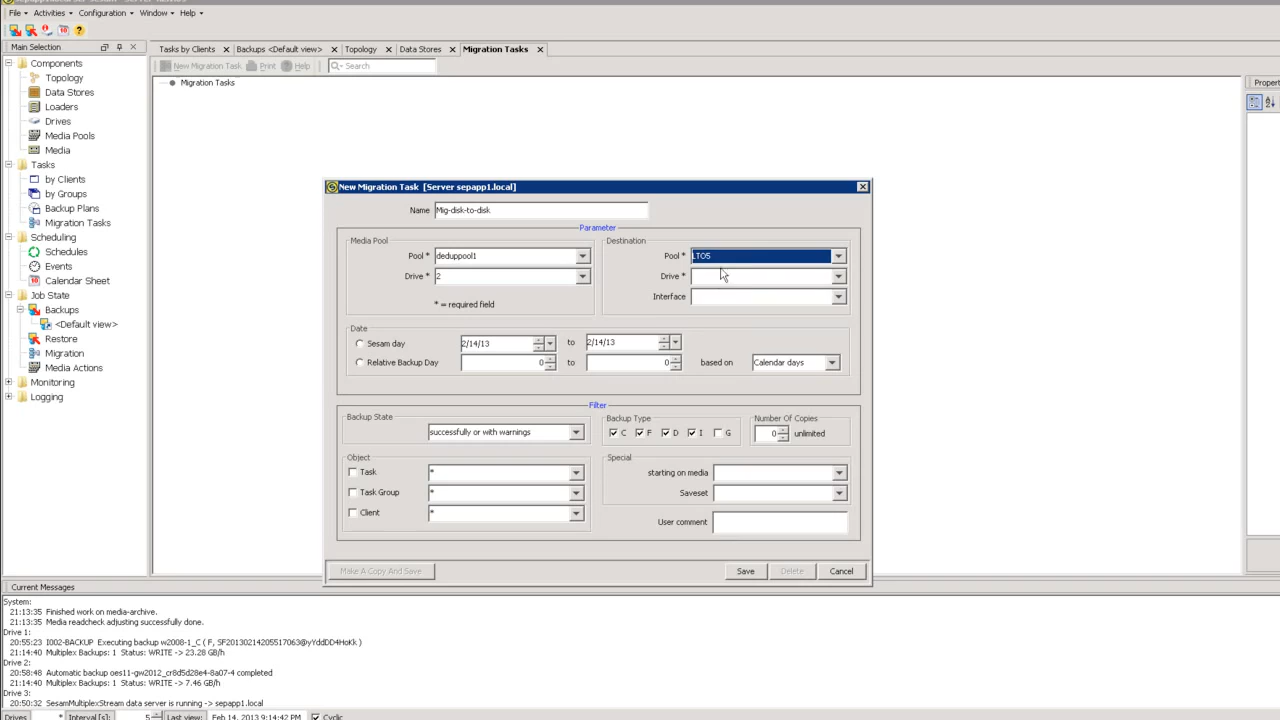 File Activities Configuration Window Help
Main Selection
Tasks by Clients Backups <Default view> Topology Data Stores Migration Tasks
New Migration Task Print Help Search
Components
Topology
Data Stores
Loaders
Drives
Media Pools
Media
Tasks
by Clients
by Groups
Backup Plans
Migration Tasks
Scheduling
Schedules
Events
Calendar Sheet
Job State
Backups
<Default view>
Restore
Migration
Media Actions
Monitoring
Logging
Migration Tasks
Propert
New Migration Task [Server sepapp1.local]
Name Mig-disk-to-disk
Parameter
Media Pool
Pool * deduppool1
Drive * 2
* = required field
Destination
Pool * LTO5
Drive *
Interface
Date
Sesam day 2/14/13 to 2/14/13
Relative Backup Day 0 to 0 based on Calendar days
Filter
Backup State
successfully or with warnings
Backup Type
C F D I G
Number Of Copies
0 unlimited
Object
Task *
Task Group *
Client *
Special
starting on media
Saveset
User comment
Make A Copy And Save Save Delete Cancel
Current Messages
System:
21:13:35 Finished work on media-archive.
21:13:35 Media readcheck adjusting successfully done.
Drive 1:
20:55:23 I002-BACKUP Executing backup w2008-1_C ( F, SF20130214205517063@yYddDD4HoKk )
21:14:40 Multiplex Backups: 1 Status: WRITE -> 23.28 GB/h
Drive 2:
20:58:48 Automatic backup oes11-gw2012_cr8d5d28e4-8a07-4 completed
21:14:40 Multiplex Backups: 1 Status: WRITE -> 7.46 GB/h
Drive 3:
20:50:32 SesamMultiplexStream data server is running -> sepapp1.local
Drives * Interval[s]: 5 Last view: Feb 14, 2013 9:14:42 PM Cyclic